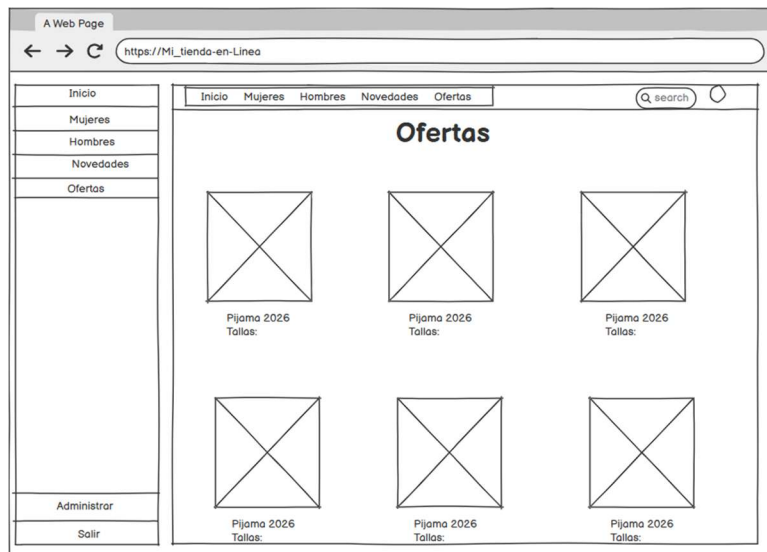 A Web Page
https://Mi_tienda-en-Linea
Inicio
Mujeres
Hombres
Novedades
Ofertas
Administrar
Salir
Inicio Mujeres Hombres Novedades Ofertas
search
Ofertas
Pijama 2026
Tallas:
Pijama 2026
Tallas:
Pijama 2026
Tallas:
Pijama 2026
Tallas:
Pijama 2026
Tallas:
Pijama 2026
Tallas: